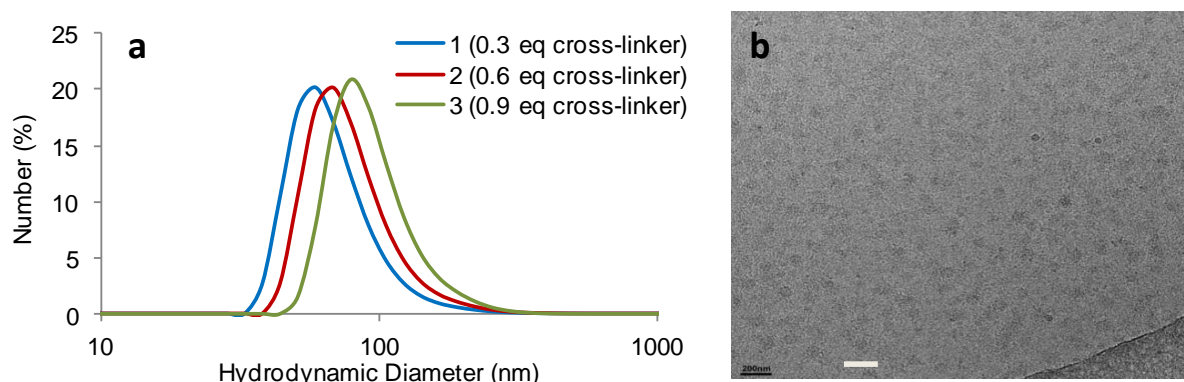 a
25
20
15
10
5
0
Number (%)
1 (0.3 eq cross-linker)
2 (0.6 eq cross-linker)
3 (0.9 eq cross-linker)
10 100 1000
Hydrodynamic Diameter (nm)
b
200nm